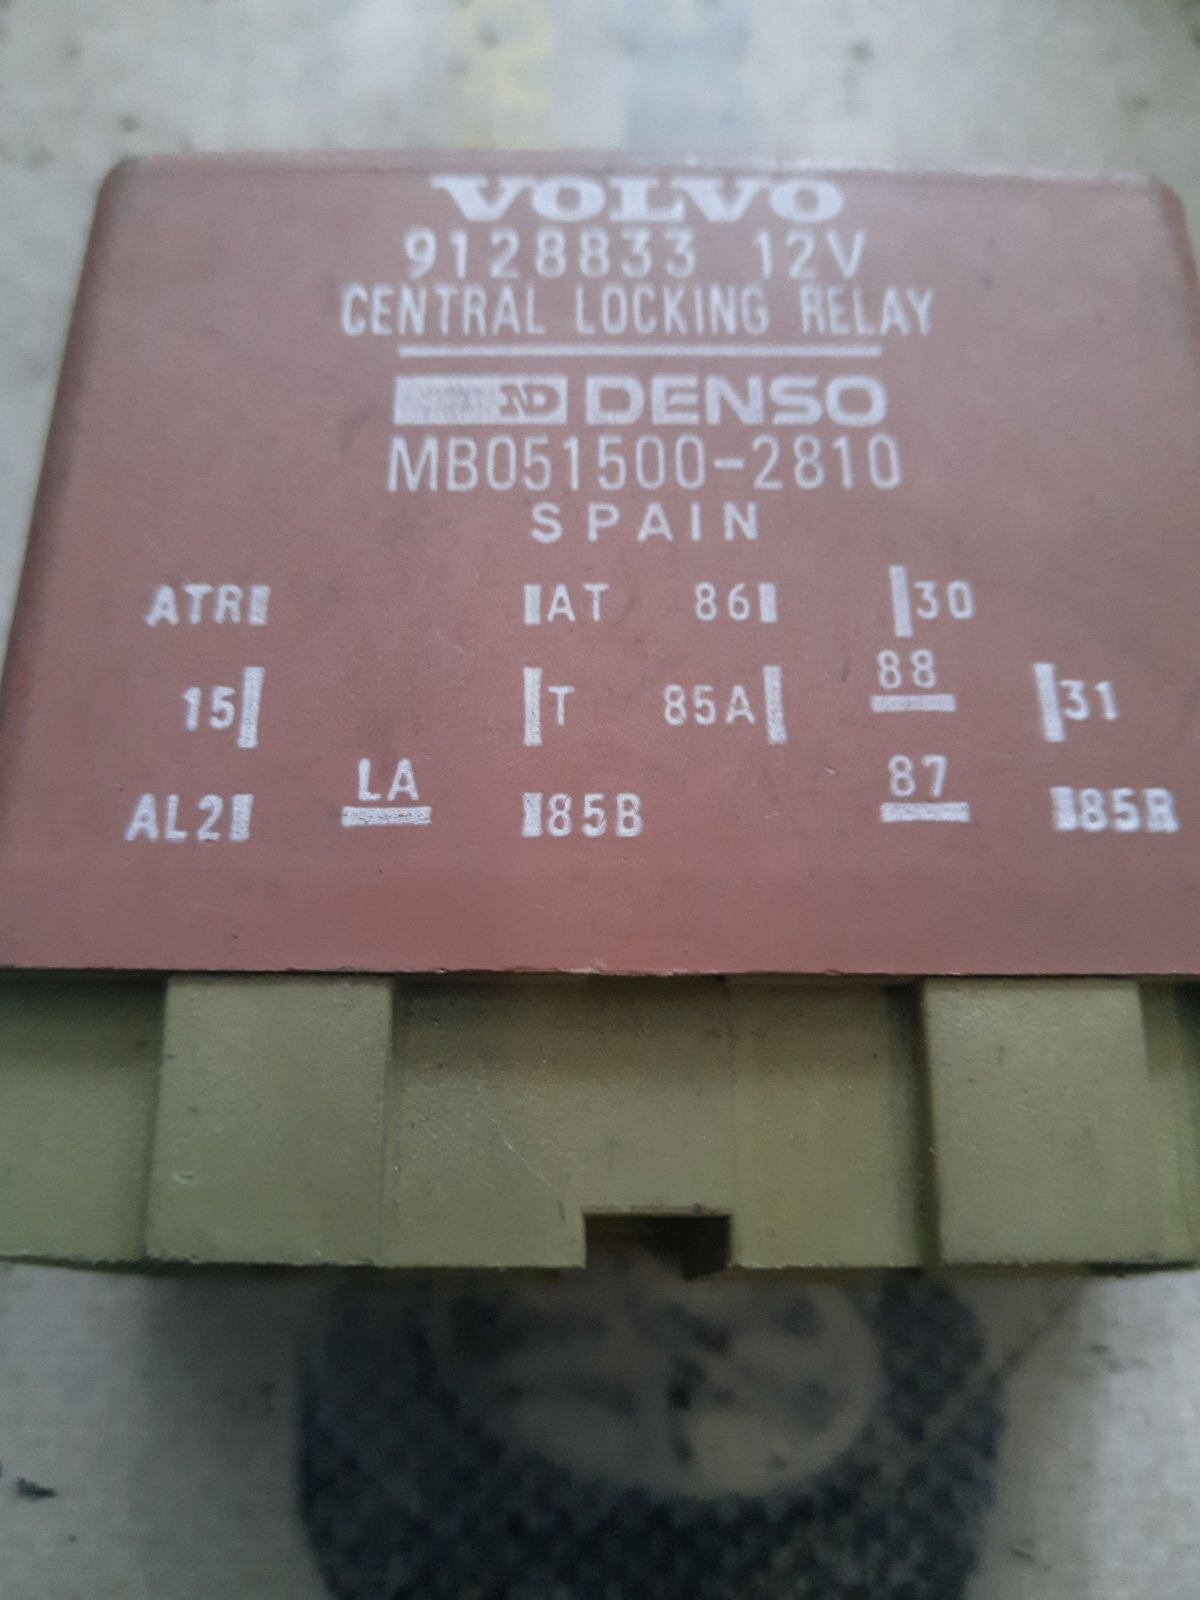 VOLVO
9128833 12V
CENTRAL LOCKING RELAY
ND DENSO
MB051500-2810
SPAIN
ATR AT 86 30
15 T 85A 88 31
AL2 LA 85B 87 85R